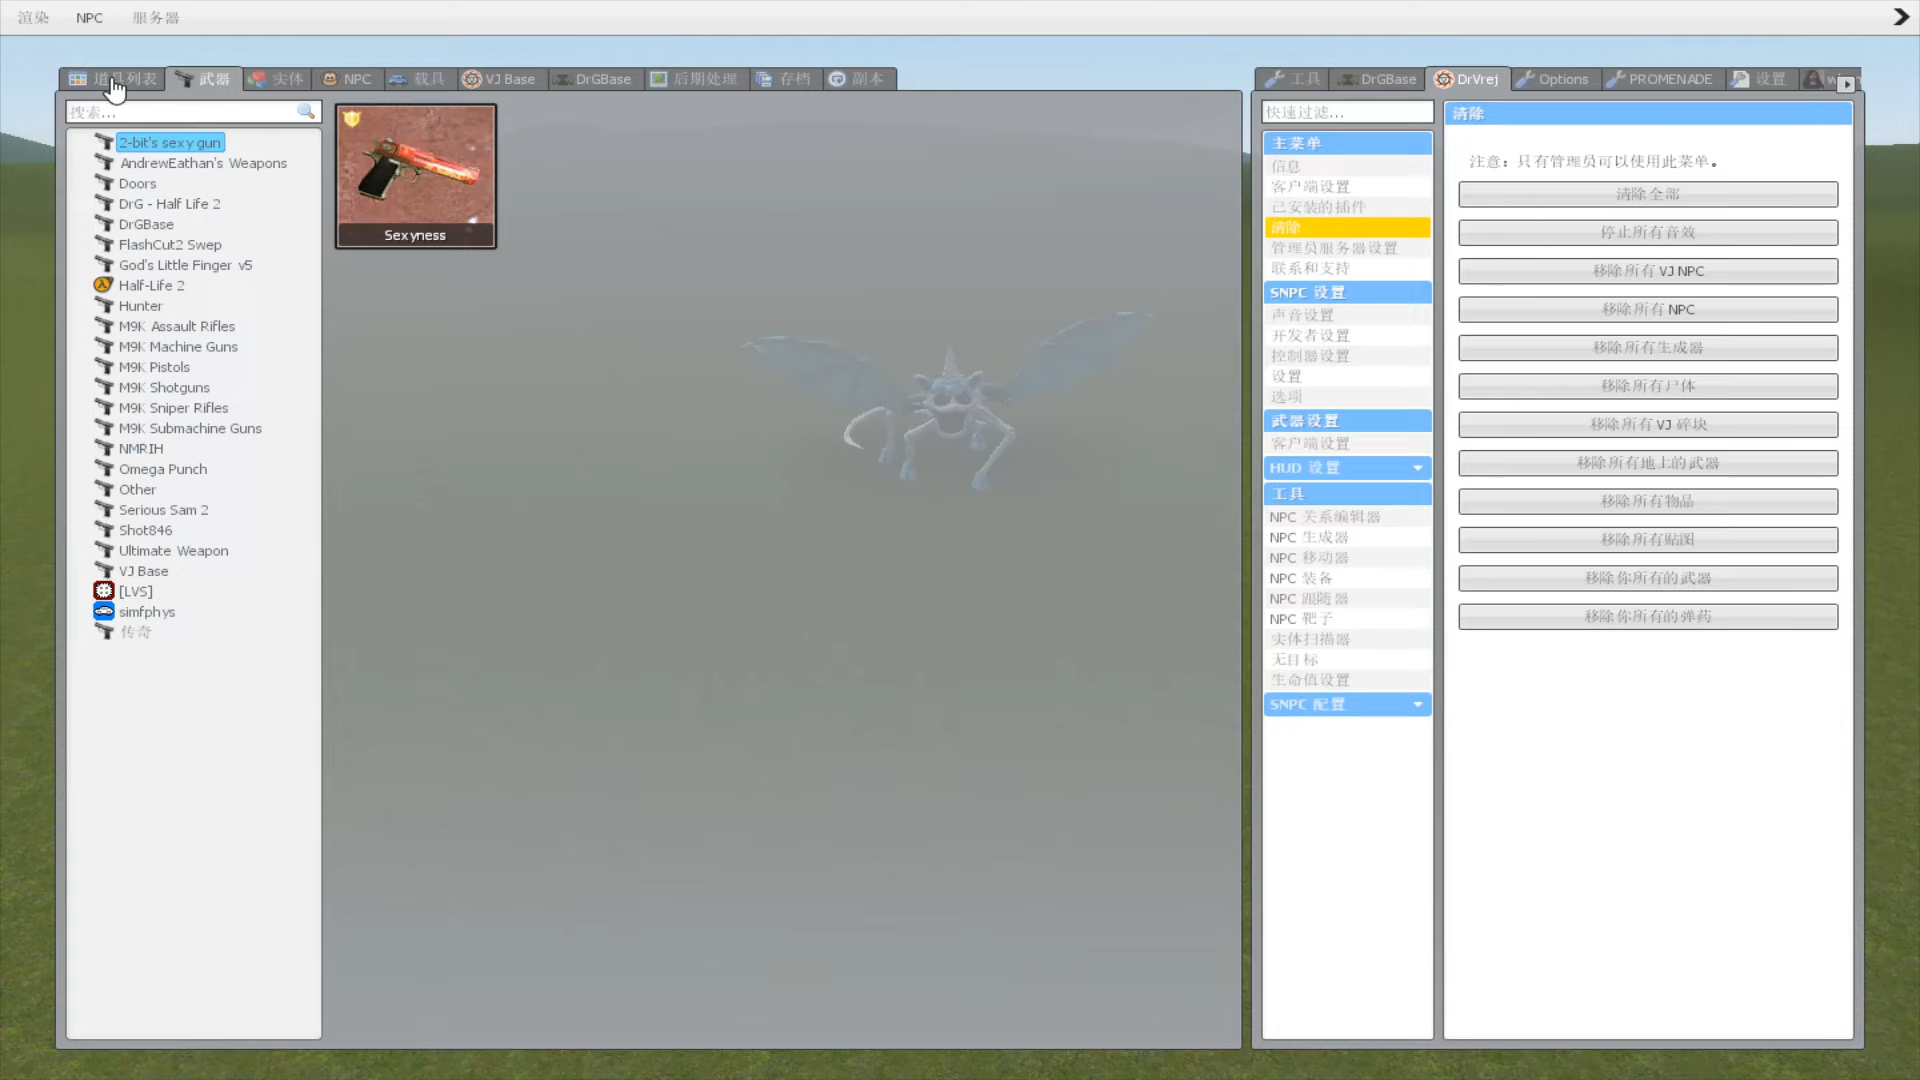 渲染 NPC 服务器
道具列表 武器 实体 NPC 载具 VJ Base DrGBase 后期处理 存档 副本
搜索...
2-bit's sexy gun
AndrewEathan's Weapons
Doors
DrG - Half Life 2
DrGBase
FlashCut2 Swep
God's Little Finger v5
Half-Life 2
Hunter
M9K Assault Rifles
M9K Machine Guns
M9K Pistols
M9K Shotguns
M9K Sniper Rifles
M9K Submachine Guns
NMRIH
Omega Punch
Other
Serious Sam 2
Shot846
Ultimate Weapon
VJ Base
[LVS]
simfphys
传奇
Sexyness
工具 DrGBase DrVrej Options PROMENADE 设置
快速过滤...
主菜单
信息
客户端设置
已安装的插件
清除
管理员服务器设置
联系和支持
SNPC 设置
声音设置
开发者设置
控制器设置
设置
选项
武器设置
客户端设置
HUD 设置
工具
NPC 关系编辑器
NPC 生成器
NPC 移动器
NPC 装备
NPC 跟随器
NPC 靶子
实体扫描器
无目标
生命值设置
SNPC 配置
清除
注意：只有管理员可以使用此菜单。
清除全部
停止所有音效
移除所有 VJ NPC
移除所有 NPC
移除所有生成器
移除所有尸体
移除所有 VJ 碎块
移除所有地上的武器
移除所有物品
移除所有贴图
移除你所有的武器
移除你所有的弹药